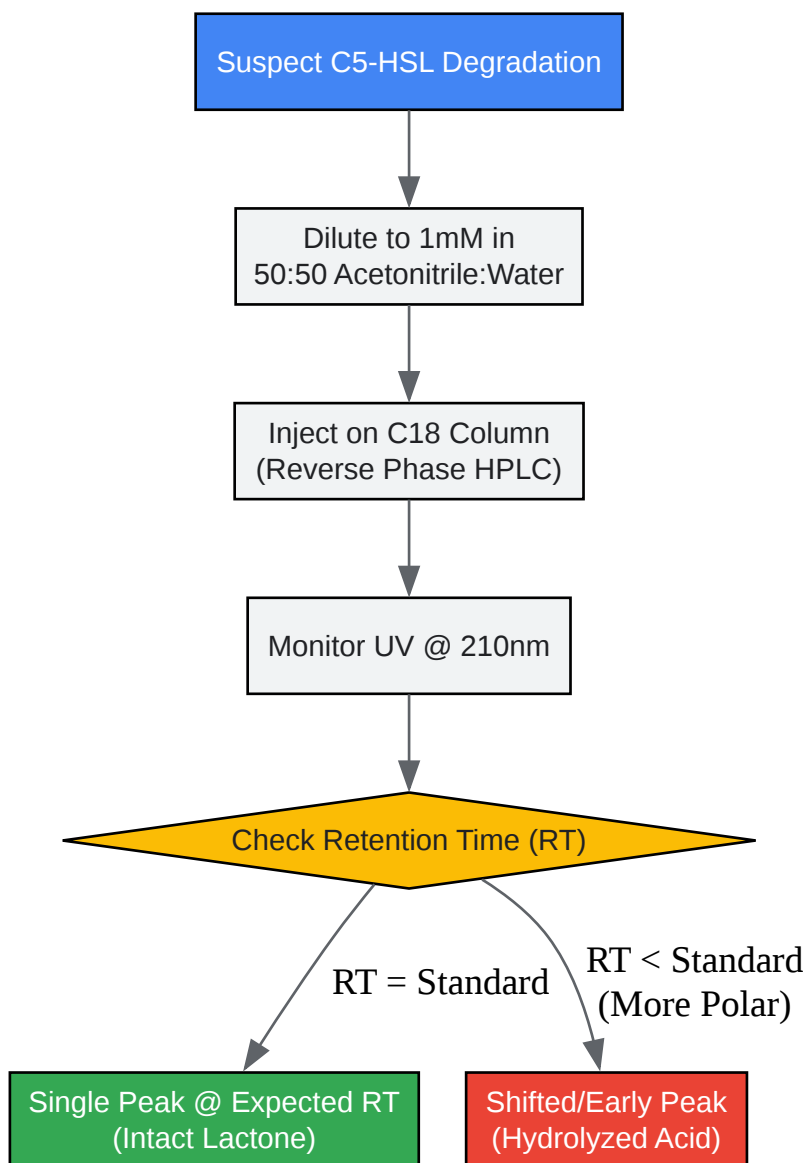 Suspect C5-HSL Degradation
Dilute to 1mM in
50:50 Acetonitrile:Water
Inject on C18 Column
(Reverse Phase HPLC)
Monitor UV @ 210nm
Check Retention Time (RT)
RT = Standard
RT < Standard
(More Polar)
Single Peak @ Expected RT
(Intact Lactone)
Shifted/Early Peak
(Hydrolyzed Acid)